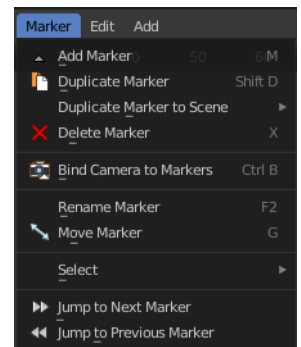 Marker Edit Add
Add Marker M
Duplicate Marker Shift D
Duplicate Marker to Scene
Delete Marker X
Bind Camera to Markers Ctrl B
Rename Marker F2
Move Marker G
Select
Jump to Next Marker
Jump to Previous Marker